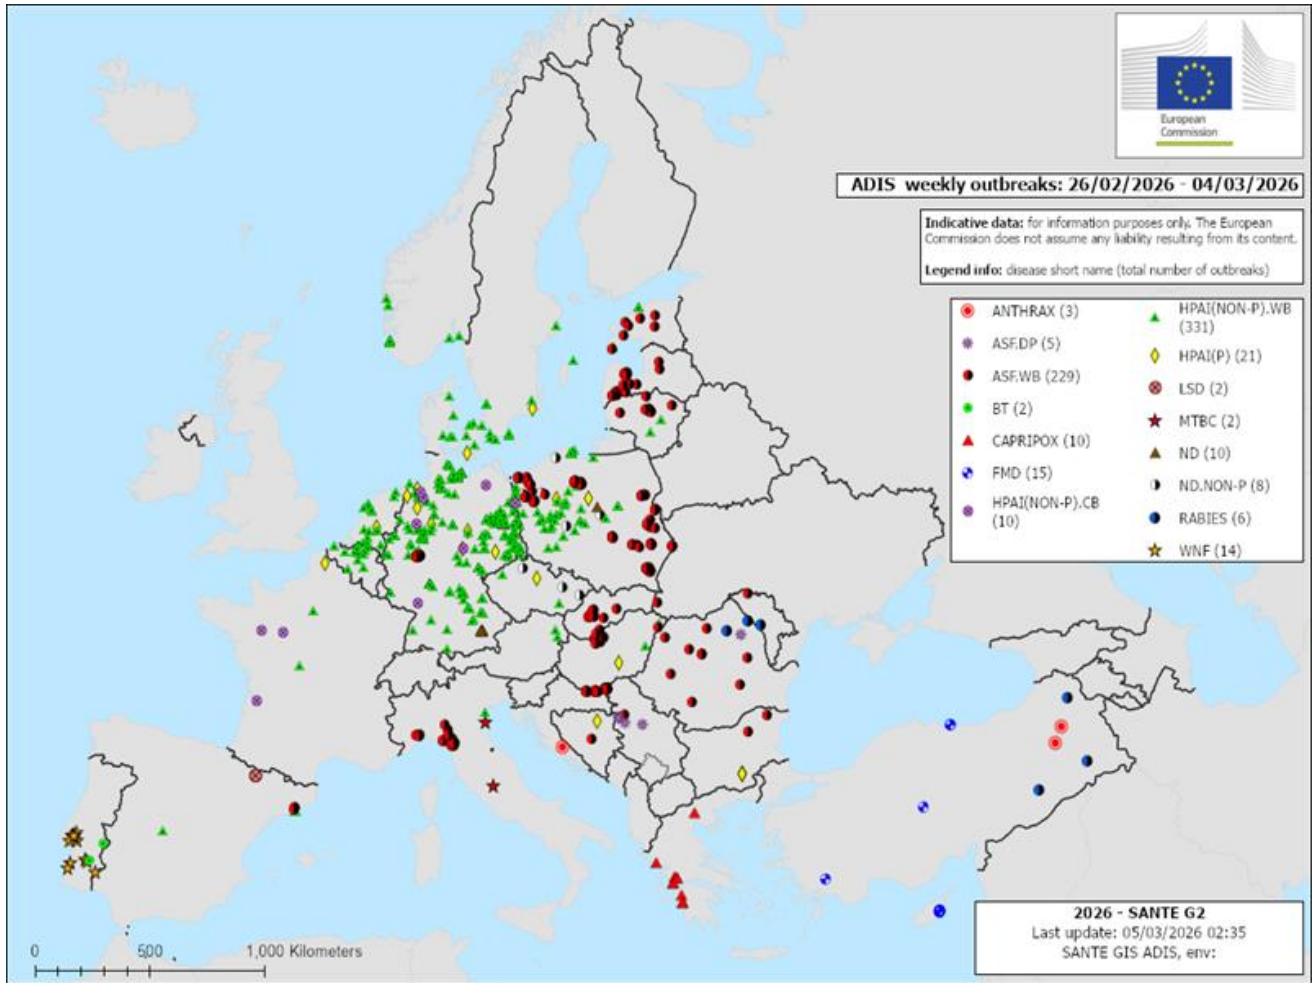 European
Commission
ADIS weekly outbreaks: 26/02/2026 - 04/03/2026
Indicative data: for information purposes only. The European
Commission does not assume any liability resulting from its content.
Legend info: disease short name (total number of outbreaks)
ANTHRAX (3)
ASF.DP (5)
ASF.WB (229)
BT (2)
CAPRIPOX (10)
FMD (15)
HPAI(NON-P).CB
(10)
HPAI(NON-P).WB
(331)
HPAI(P) (21)
LSD (2)
MTBC (2)
ND (10)
ND.NON-P (8)
RABIES (6)
WNF (14)
0 500 1,000 Kilometers
2026 - SANTE G2
Last update: 05/03/2026 02:35
SANTE GIS ADIS, env: